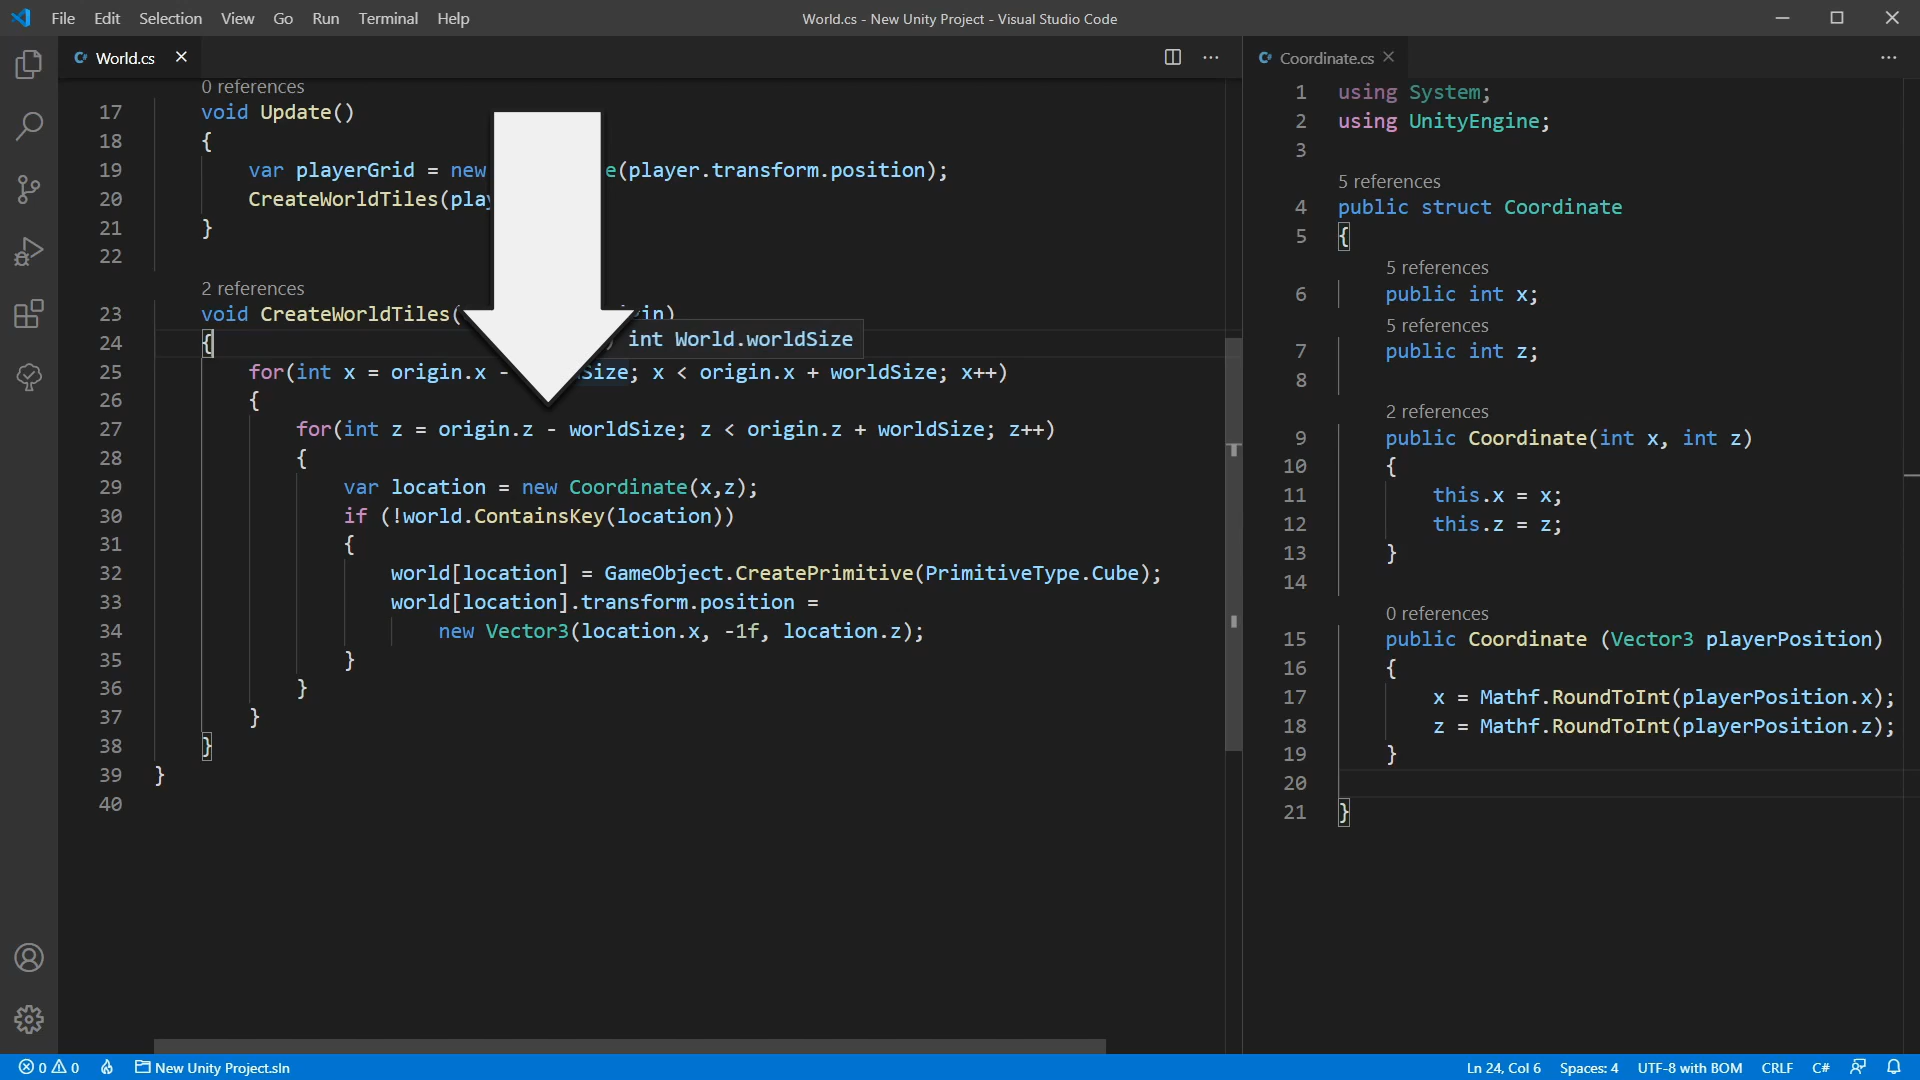 File Edit Selection View Go Run Terminal Help
World.cs - New Unity Project - Visual Studio Code
World.cs
0 references
17 void Update()
18 {
19 var playerGrid = new e(player.transform.position);
20 CreateWorldTiles(play
21 }
22
2 references
23 void CreateWorldTiles( in)
24 {
) int World.worldSize
25 for(int x = origin.x - dSize; x < origin.x + worldSize; x++)
26 {
27 for(int z = origin.z - worldSize; z < origin.z + worldSize; z++)
28 {
29 var location = new Coordinate(x,z);
30 if (!world.ContainsKey(location))
31 {
32 world[location] = GameObject.CreatePrimitive(PrimitiveType.Cube);
33 world[location].transform.position =
34 new Vector3(location.x, -1f, location.z);
35 }
36 }
37 }
38 }
39 }
40
Coordinate.cs
1 using System;
2 using UnityEngine;
3
5 references
4 public struct Coordinate
5 {
5 references
6 public int x;
5 references
7 public int z;
8
2 references
9 public Coordinate(int x, int z)
10 {
11 this.x = x;
12 this.z = z;
13 }
14
0 references
15 public Coordinate (Vector3 playerPosition)
16 {
17 x = Mathf.RoundToInt(playerPosition.x);
18 z = Mathf.RoundToInt(playerPosition.z);
19 }
20
21 }
0 0 New Unity Project.sln
Ln 24, Col 6 Spaces: 4 UTF-8 with BOM CRLF C#